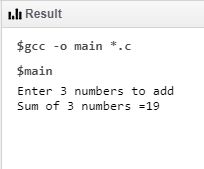 Result
$gcc -o main *.c
$main
Enter 3 numbers to add
Sum of 3 numbers =19